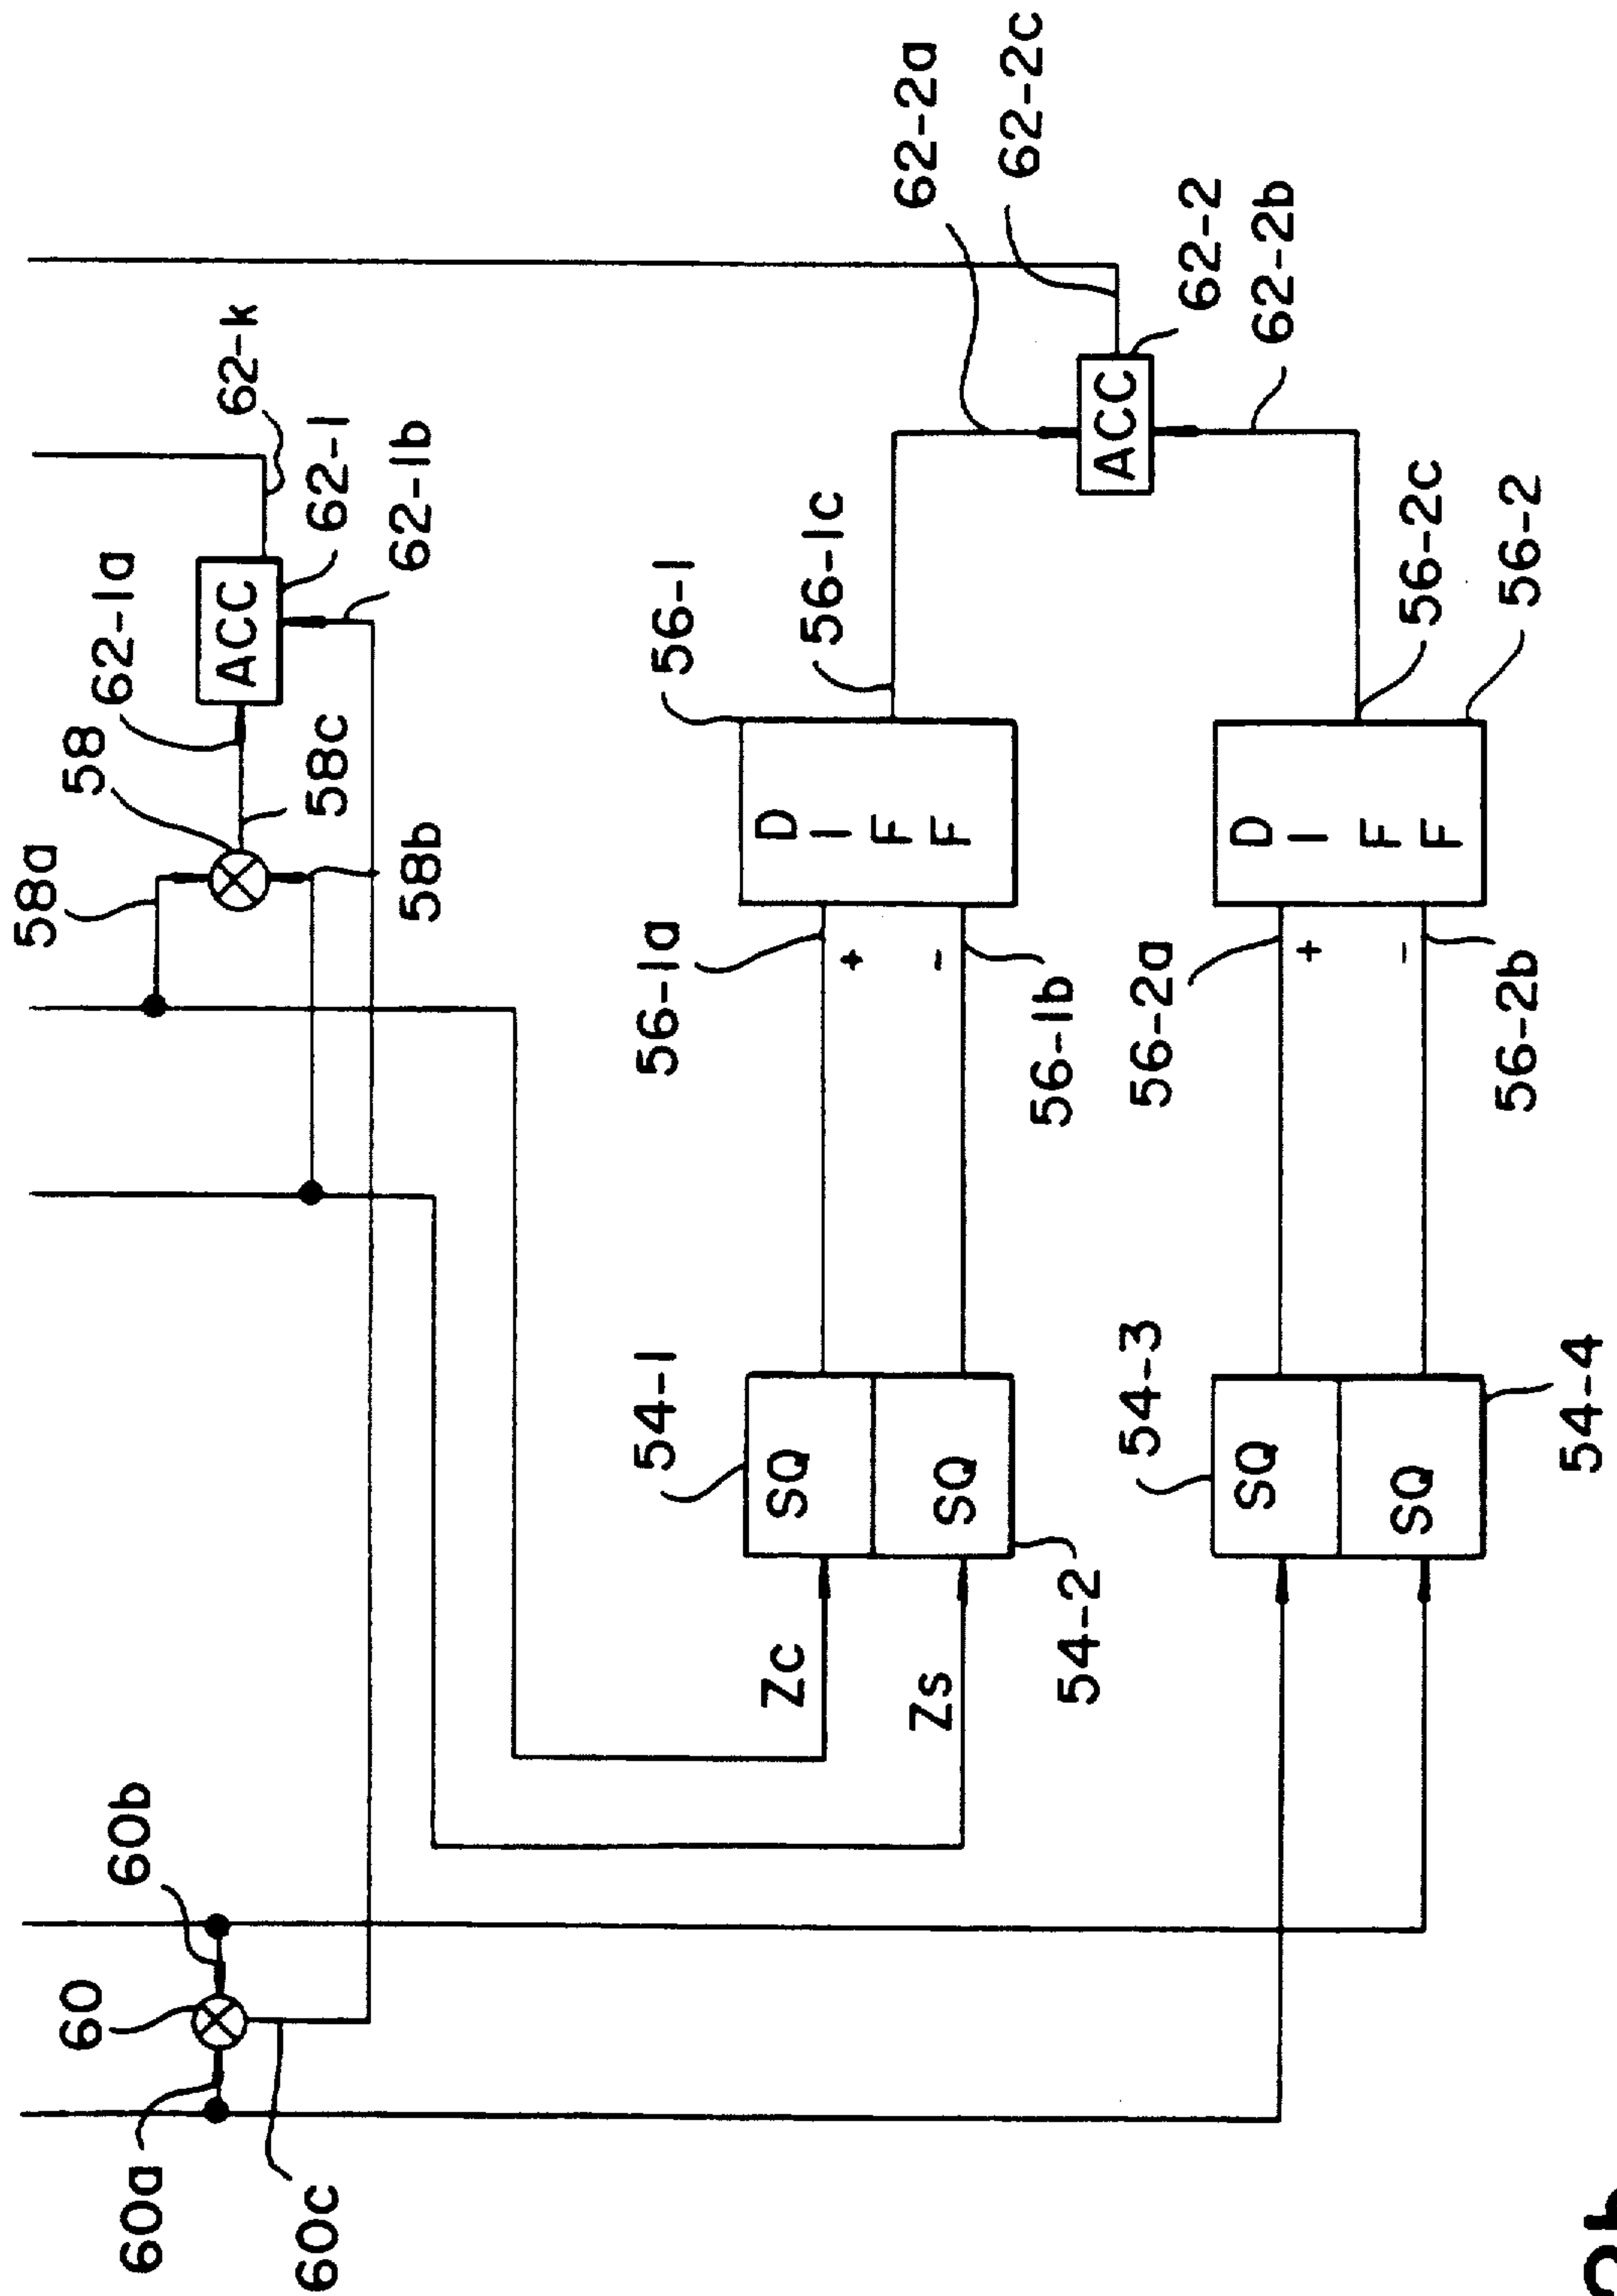 60a
60
60b
60c
58a
58
62-1a
62-k
ACC
58c
62-1
58b
62-1b
Zc
SQ
54-1
56-1a
+
56-1
D
I
F
F
56-1c
62-2a
62-2c
Zs
SQ
54-2
-
56-1b
ACC
62-2
62-2b
54-3
SQ
56-2a
+
D
I
F
F
56-2c
SQ
54-4
-
56-2b
56-2